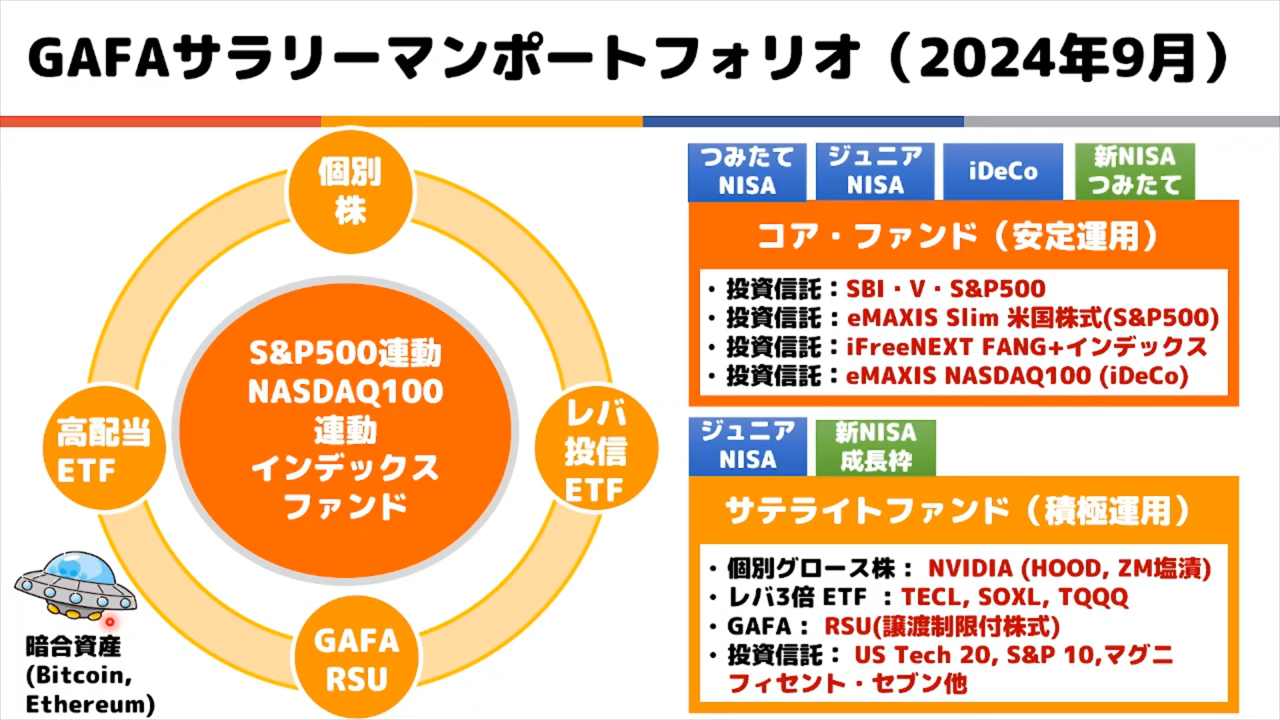 GAFAサラリーマンポートフォリオ（2024年9月）
個別
株
S&P500連動
NASDAQ100
連動
インデックス
ファンド
高配当
ETF
レバ
投信
ETF
GAFA
RSU
暗合資産
(Bitcoin,
Ethereum)
つみたて
NISA
ジュニア
NISA
iDeCo
新NISA
つみたて
コア・ファンド（安定運用）
・投資信託：SBI・V・S&P500
・投資信託：eMAXIS Slim 米国株式(S&P500)
・投資信託：iFreeNEXT FANG+インデックス
・投資信託：eMAXIS NASDAQ100 (iDeCo)
ジュニア
NISA
新NISA
成長枠
サテライトファンド（積極運用）
・個別グロース株： NVIDIA (HOOD, ZM塩漬)
・レバ3倍 ETF ：TECL, SOXL, TQQQ
・GAFA： RSU(譲渡制限付株式)
・投資信託： US Tech 20, S&P 10,マグニ
フィセント・セブン他